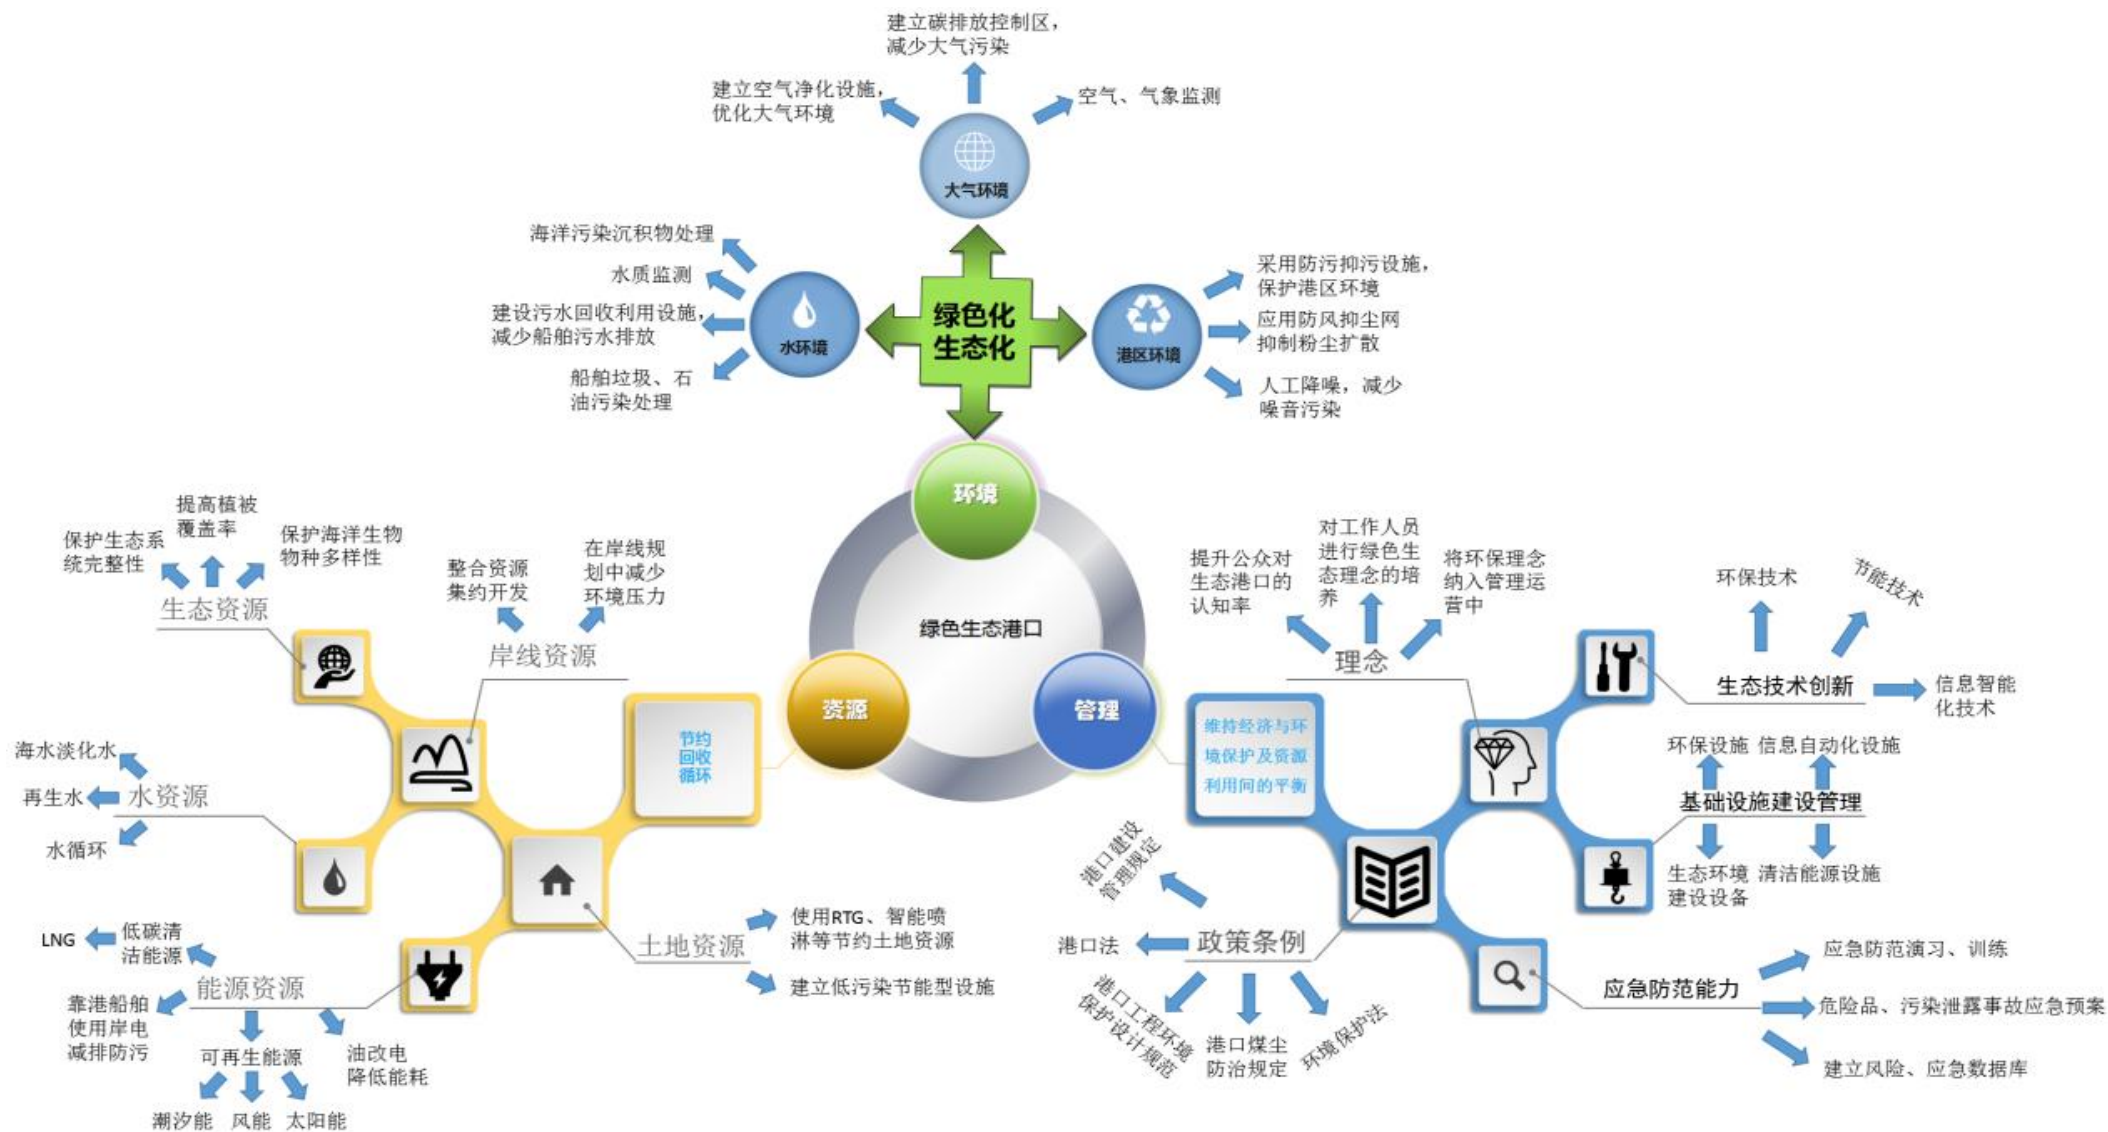 建立碳排放控制区，
减少大气污染
建立空气净化设施，
优化大气环境
空气、气象监测
大气环境
海洋污染沉积物处理
水质监测
建设污水回收利用设施，
减少船舶污水排放
船舶垃圾、石
油污染处理
水环境
绿色化
生态化
港区环境
采用防污抑污设施，
保护港区环境
应用防风抑尘网
抑制粉尘扩散
人工降噪，减少
噪音污染
环境
绿色生态港口
资源
管理
保护生态系
统完整性
提高植被
覆盖率
保护海洋生物
物种多样性
生态资源
整合资源
集约开发
在岸线规
划中减少
环境压力
岸线资源
节约
回收
循环
海水淡化水
再生水
水循环
水资源
LNG
低碳清
洁能源
能源资源
靠港船舶
使用岸电
减排防污
可再生能源
油改电
降低能耗
潮汐能
风能
太阳能
土地资源
使用RTG、智能喷
淋等节约土地资源
建立低污染节能型设施
提升公众对
生态港口的
认知率
对工作人员
进行绿色生
态理念的培
养
将环保理念
纳入管理运
营中
理念
维持经济与环
境保护及资源
利用间的平衡
环保技术
节能技术
生态技术创新
信息智能
化技术
环保设施
信息自动化设施
基础设施建设管理
生态环境
建设设备
清洁能源设施
港口建设
管理规定
港口法
政策条例
港口工程环境
保护设计规范
港口煤尘
防治规定
环境保护法
应急防范能力
应急防范演习、训练
危险品、污染泄露事故应急预案
建立风险、应急数据库